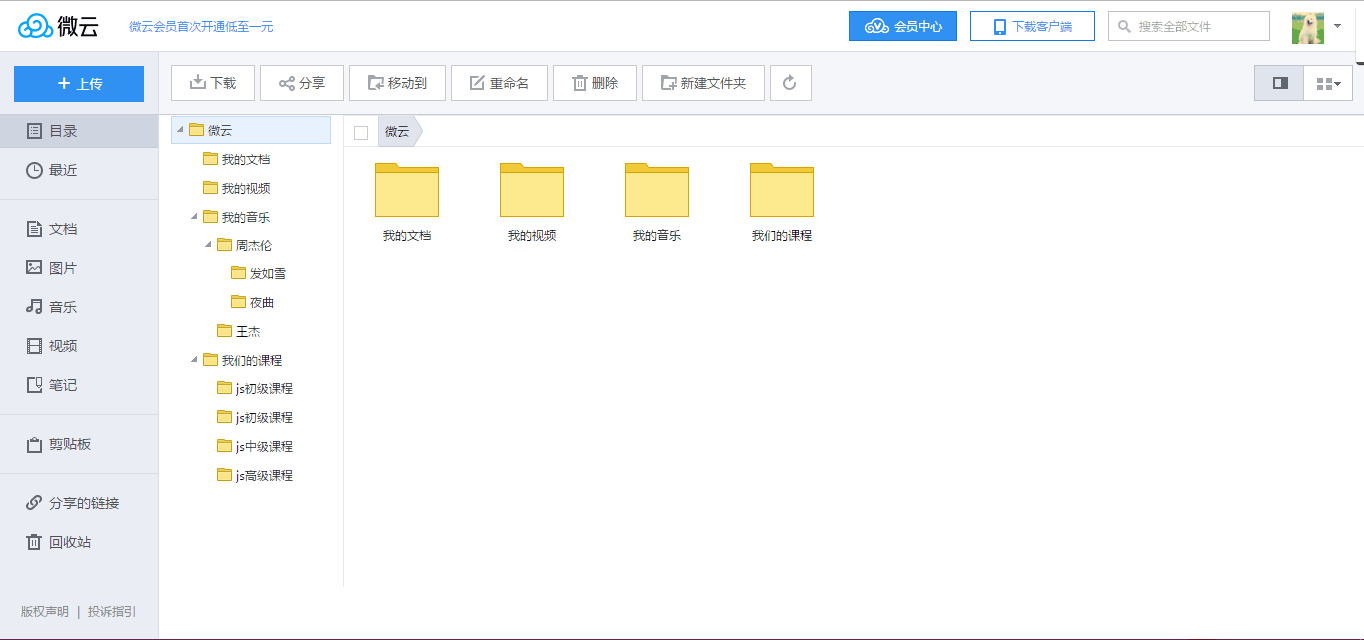 微云
微云会员首次开通低至一元
会员中心
下载客户端
搜索全部文件
上传
下载
分享
移动到
重命名
删除
新建文件夹
目录
最近
文档
图片
音乐
视频
笔记
剪贴板
分享的链接
回收站
版权声明 | 投诉指引
微云
我的文档
我的视频
我的音乐
周杰伦
发如雪
夜曲
王杰
我们的课程
js初级课程
js初级课程
js中级课程
js高级课程
微云
我的文档
我的视频
我的音乐
我们的课程